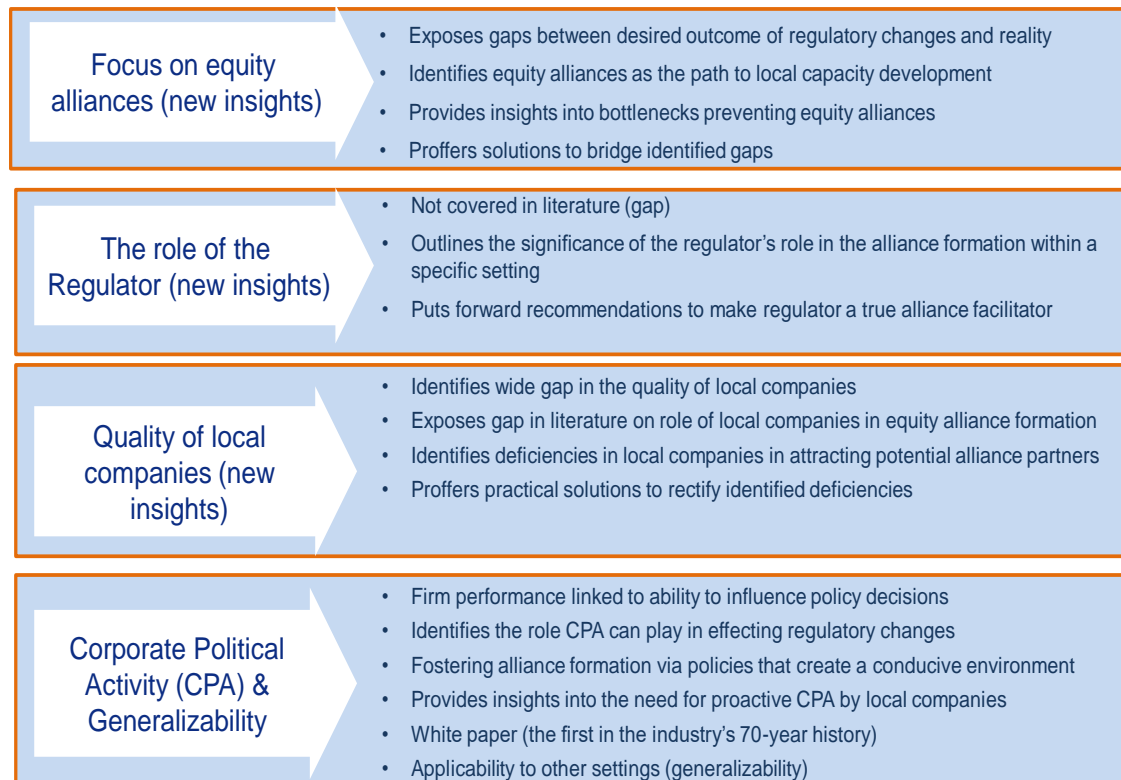 Focus on equity
alliances (new insights)
• Exposes gaps between desired outcome of regulatory changes and reality
• Identifies equity alliances as the path to local capacity development
• Provides insights into bottlenecks preventing equity alliances
• Proffers solutions to bridge identified gaps
The role of the
Regulator (new insights)
• Not covered in literature (gap)
• Outlines the significance of the regulator's role in the alliance formation within a
specific setting
• Puts forward recommendations to make regulator a true alliance facilitator
Quality of local
companies (new
insights)
• Identifies wide gap in the quality of local companies
• Exposes gap in literature on role of local companies in equity alliance formation
• Identifies deficiencies in local companies in attracting potential alliance partners
• Proffers practical solutions to rectify identified deficiencies
Corporate Political
Activity (CPA) &
Generalizability
• Firm performance linked to ability to influence policy decisions
• Identifies the role CPA can play in effecting regulatory changes
• Fostering alliance formation via policies that create a conducive environment
• Provides insights into the need for proactive CPA by local companies
• White paper (the first in the industry's 70-year history)
• Applicability to other settings (generalizability)